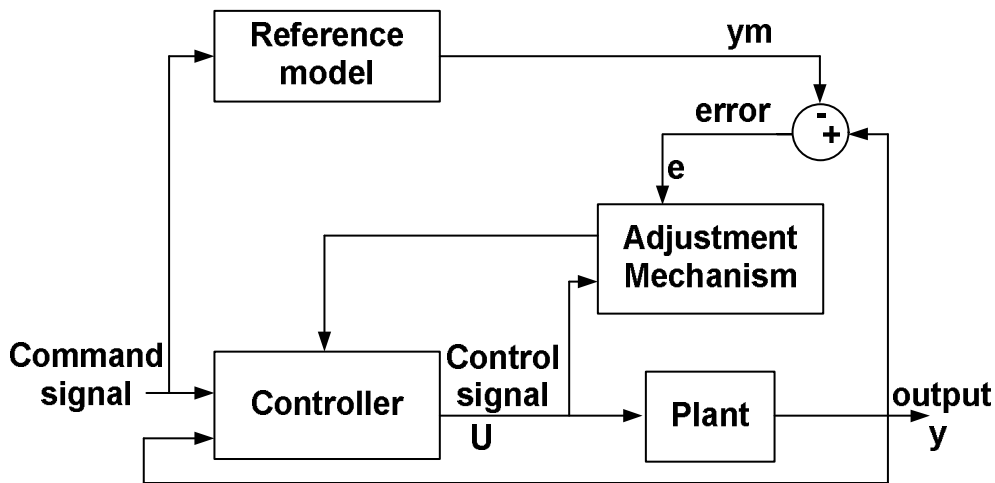 Reference
model
ym
-
+
error
e
Adjustment
Mechanism
Command
signal
Controller
Control
signal
U
Plant
output
y